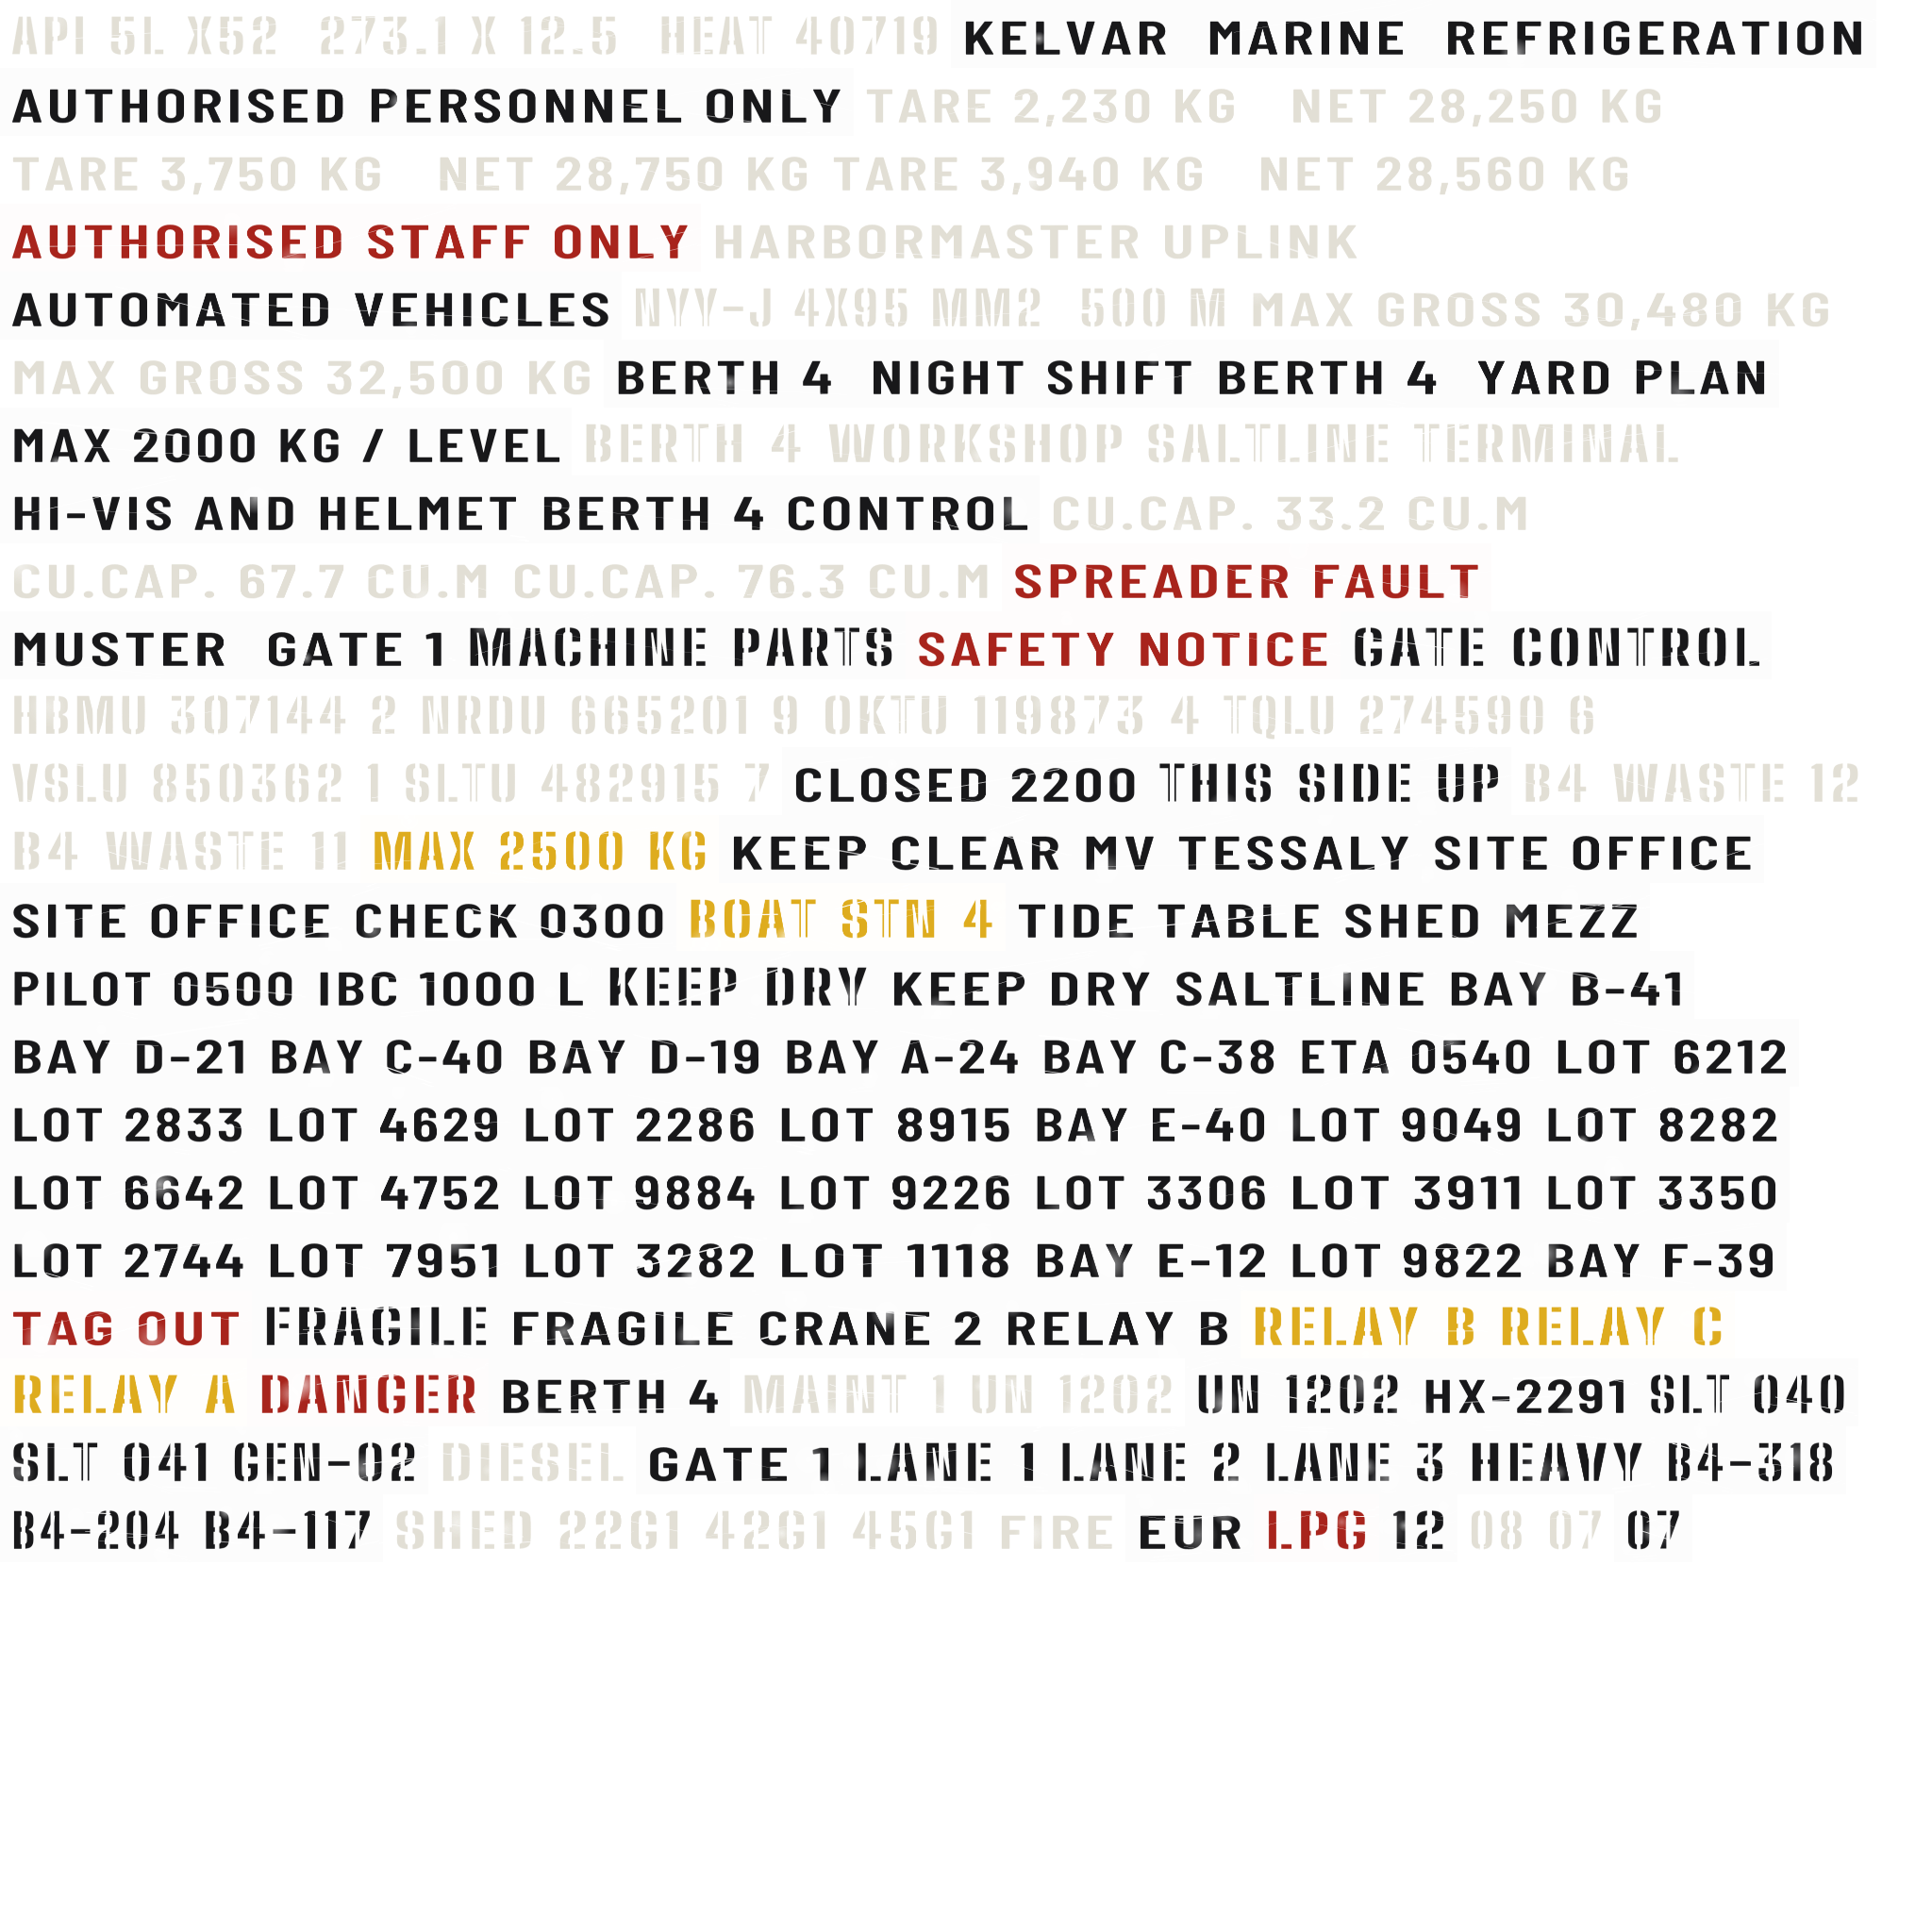 API 5L X52 273.1 X 12.5 HEAT 40719 KELVAR MARINE REFRIGERATION
AUTHORISED PERSONNEL ONLY TARE 2,230 KG NET 28,250 KG
TARE 3,750 KG NET 28,750 KG TARE 3,940 KG NET 28,560 KG
AUTHORISED STAFF ONLY HARBORMASTER UPLINK
AUTOMATED VEHICLES NYY-J 4X95 MM2 500 M MAX GROSS 30,480 KG
MAX GROSS 32,500 KG BERTH 4 NIGHT SHIFT BERTH 4 YARD PLAN
MAX 2000 KG / LEVEL BERTH 4 WORKSHOP SALTLINE TERMINAL
HI-VIS AND HELMET BERTH 4 CONTROL CU.CAP. 33.2 CU.M
CU.CAP. 67.7 CU.M CU.CAP. 76.3 CU.M SPREADER FAULT
MUSTER GATE 1 MACHINE PARTS SAFETY NOTICE GATE CONTROL
HBMU 307144 2 NRDU 665201 9 OKTU 119873 4 TQLU 274590 6
VSLU 850362 1 SLTU 482915 7 CLOSED 2200 THIS SIDE UP B4 WASTE 12
B4 WASTE 11 MAX 2500 KG KEEP CLEAR MV TESSALY SITE OFFICE
SITE OFFICE CHECK 0300 BOAT STN 4 TIDE TABLE SHED MEZZ
PILOT 0500 IBC 1000 L KEEP DRY KEEP DRY SALTLINE BAY B-41
BAY D-21 BAY C-40 BAY D-19 BAY A-24 BAY C-38 ETA 0540 LOT 6212
LOT 2833 LOT 4629 LOT 2286 LOT 8915 BAY E-40 LOT 9049 LOT 8282
LOT 6642 LOT 4752 LOT 9884 LOT 9226 LOT 3306 LOT 3911 LOT 3350
LOT 2744 LOT 7951 LOT 3282 LOT 1118 BAY E-12 LOT 9822 BAY F-39
TAG OUT FRAGILE FRAGILE CRANE 2 RELAY B RELAY B RELAY C
RELAY A DANGER BERTH 4 MAINT 1 UN 1202 UN 1202 HX-2291 SLT 040
SLT 041 GEN-02 DIESEL GATE 1 LANE 1 LANE 2 LANE 3 HEAVY B4-318
B4-204 B4-117 SHED 22G1 42G1 45G1 FIRE EUR LPG 12 08 07 07